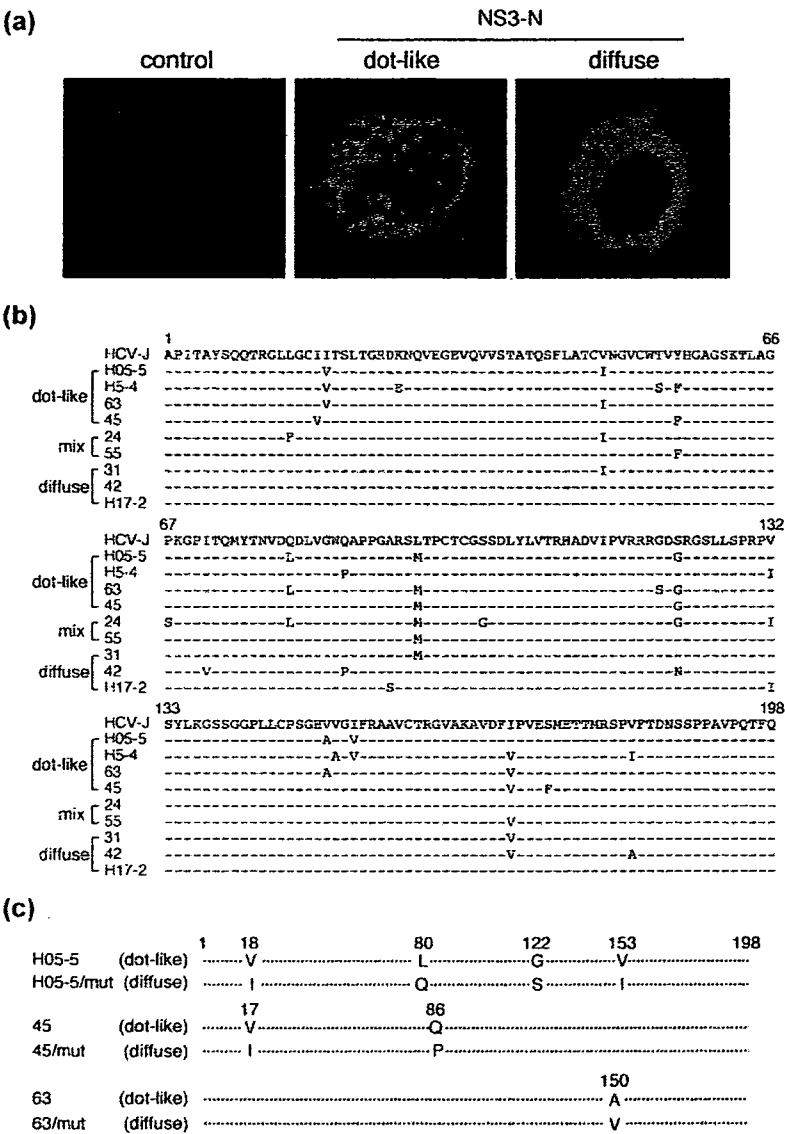 (a)
NS3-N
control dot-like diffuse
(b)
1 66
HCV-J APITAYSQQTRGLLGCIITSLTGRDKNQVEGEVQVVSTATQSFLATCVNGVCWTVYHGAGSKTLAG
dot-like
H05-5 -----------------V-----------------------------I------------------
H5-4 -----------------V-------E---------------------------S-F----------
63 -----------------V-----------------------------I------------------
45 ----------------V--------------------------------------F----------
mix
24 -------------P---------------------------------I------------------
55 -------------------------------------------------------F----------
diffuse
31 -----------------------------------------------I------------------
42 ------------------------------------------------------------------
H17-2 ------------------------------------------------------------------
67 132
HCV-J PKGPITQMYTNVDQDLVGWQAPPGARSLTPCTCGSSDLYLVTRHADVIPVRRRGDSRGSLLSPRPV
dot-like
H05-5 -------------L-------------M---------------------------G----------
H5-4 -------------------P---------------------------------------------I
63 -------------L-------------M-------------------------S-G----------
45 ---------------------------M---------------------------G----------
mix
24 S------------L-------------M------G--------------------G---------I
55 ---------------------------M--------------------------------------
diffuse
31 ---------------------------M--------------------------------------
42 ----V--------------P-----------------------------------N----------
H17-2 ------------------------S----------------------------------------I
133 198
HCV-J SYLKGSSGGPLLCPSGHVVGIFRAAVCTRGVAKAVDFIPVESMETTMRSPVFTDNSSPPAVPQTFQ
dot-like
H05-5 -----------------A--V---------------------------------------------
H5-4 ------------------A-V----------------V------------I---------------
63 -----------------A-------------------V----------------------------
45 -------------------------------------V---F------------------------
mix
24 ------------------------------------------------------------------
55 -------------------------------------V----------------------------
diffuse
31 -------------------------------------V----------------------------
42 -------------------------------------V------------A---------------
H17-2 ------------------------------------------------------------------
(c)
1 18 80 122 153 198
H05-5 (dot-like) V L G V
H05-5/mut (diffuse) I Q S I
17 86
45 (dot-like) V Q
45/mut (diffuse) I P
150
63 (dot-like) A
63/mut (diffuse) V